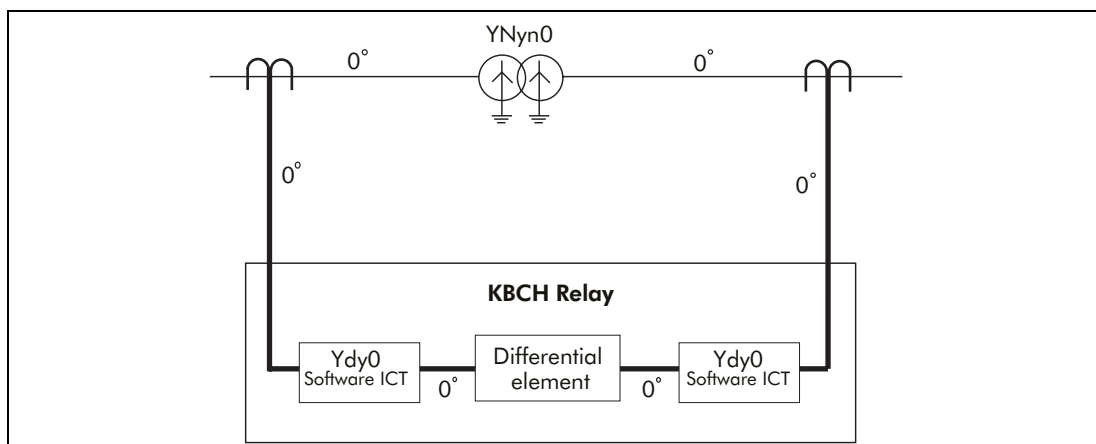 YNyn0
0°
0°
0°
0°
KBCH Relay
Ydy0
Software ICT
0°
Differential
element
0°
Ydy0
Software ICT